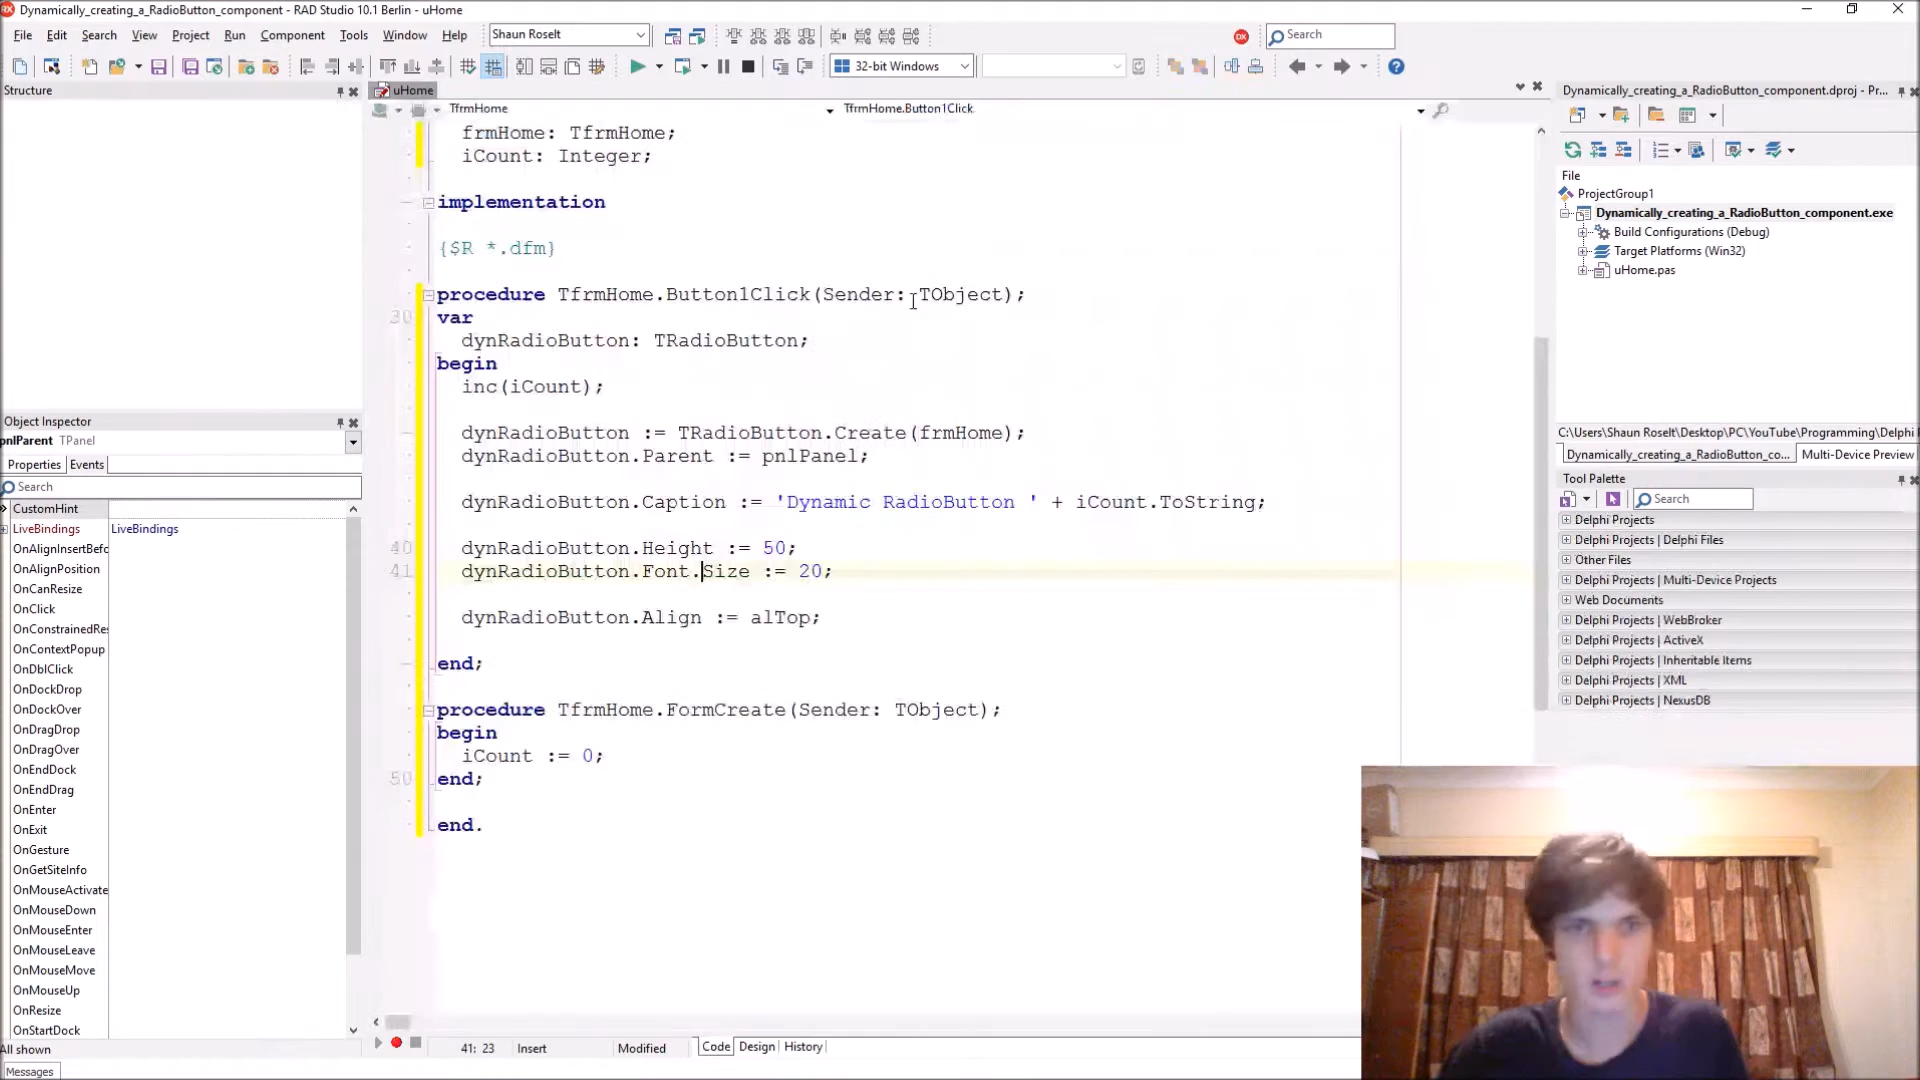 Dynamically_creating_a_RadioButton_component - RAD Studio 10.1 Berlin - uHome
File Edit Search View Project Run Component Tools Window Help Shaun Roselt Search
32-bit Windows
Structure
uHome
Dynamically_creating_a_RadioButton_component.dproj - Pr...
TfrmHome TfrmHome.Button1Click
frmHome: TfrmHome;
iCount: Integer;
implementation
{$R *.dfm}
procedure TfrmHome.Button1Click(Sender: TObject);
30 var
dynRadioButton: TRadioButton;
begin
inc(iCount);
dynRadioButton := TRadioButton.Create(frmHome);
dynRadioButton.Parent := pnlPanel;
dynRadioButton.Caption := 'Dynamic RadioButton ' + iCount.ToString;
40 dynRadioButton.Height := 50;
41 dynRadioButton.Font.Size := 20;
dynRadioButton.Align := alTop;
end;
procedure TfrmHome.FormCreate(Sender: TObject);
begin
iCount := 0;
50 end;
end.
41: 23 Insert Modified Code Design History
Object Inspector
pnlParent TPanel
Properties Events
Search
CustomHint
LiveBindings LiveBindings
OnAlignInsertBefo
OnAlignPosition
OnCanResize
OnClick
OnConstrainedRes
OnContextPopup
OnDblClick
OnDockDrop
OnDockOver
OnDragDrop
OnDragOver
OnEndDock
OnEndDrag
OnEnter
OnExit
OnGesture
OnGetSiteInfo
OnMouseActivate
OnMouseDown
OnMouseEnter
OnMouseLeave
OnMouseMove
OnMouseUp
OnResize
OnStartDock
All shown
Messages
File
ProjectGroup1
Dynamically_creating_a_RadioButton_component.exe
Build Configurations (Debug)
Target Platforms (Win32)
uHome.pas
C:\Users\Shaun Roselt\Desktop\PC\YouTube\Programming\Delphi P
Dynamically_creating_a_RadioButton_co... Multi-Device Preview
Tool Palette
Search
Delphi Projects
Delphi Projects | Delphi Files
Other Files
Delphi Projects | Multi-Device Projects
Web Documents
Delphi Projects | WebBroker
Delphi Projects | ActiveX
Delphi Projects | Inheritable Items
Delphi Projects | XML
Delphi Projects | NexusDB